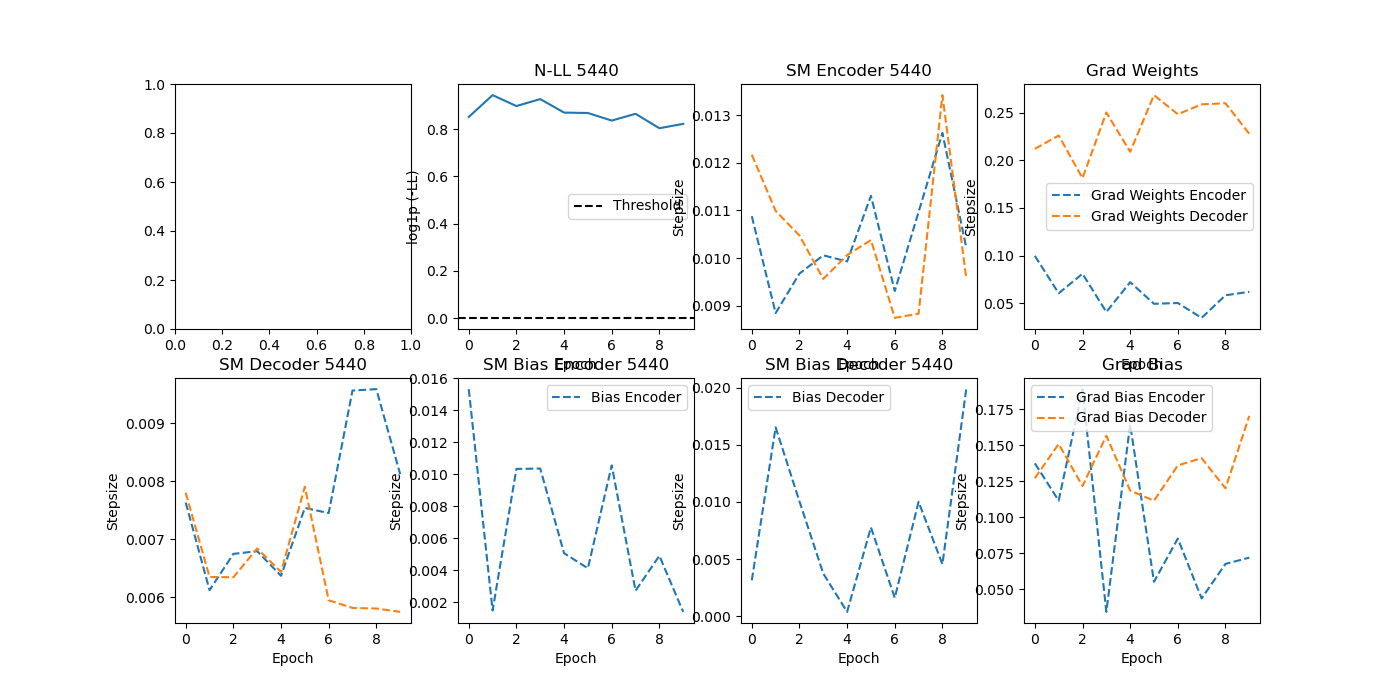 N-LL 5440
SM Encoder 5440
Grad Weights
1.0
0.8
0.6
0.4
0.2
0.0
0.0 0.2 0.4 0.6 0.8 1.0
log1p (-LL)
0.8
0.6
0.4
0.2
0.0
Threshold
0 2 4 6 8
Epoch
Stepsize
0.013
0.012
0.011
0.010
0.009
0 2 4 6 8
Epoch
Stepsize
0.25
0.20
0.15
0.10
0.05
Grad Weights Encoder
Grad Weights Decoder
0 2 4 6 8
Epoch
SM Decoder 5440
SM Bias Encoder 5440
SM Bias Decoder 5440
Grad Bias
Stepsize
0.009
0.008
0.007
0.006
0 2 4 6 8
Epoch
Stepsize
0.016
0.014
0.012
0.010
0.008
0.006
0.004
0.002
Bias Encoder
0 2 4 6 8
Epoch
Stepsize
0.020
0.015
0.010
0.005
0.000
Bias Decoder
0 2 4 6 8
Epoch
Stepsize
0.175
0.150
0.125
0.100
0.075
0.050
Grad Bias Encoder
Grad Bias Decoder
0 2 4 6 8
Epoch